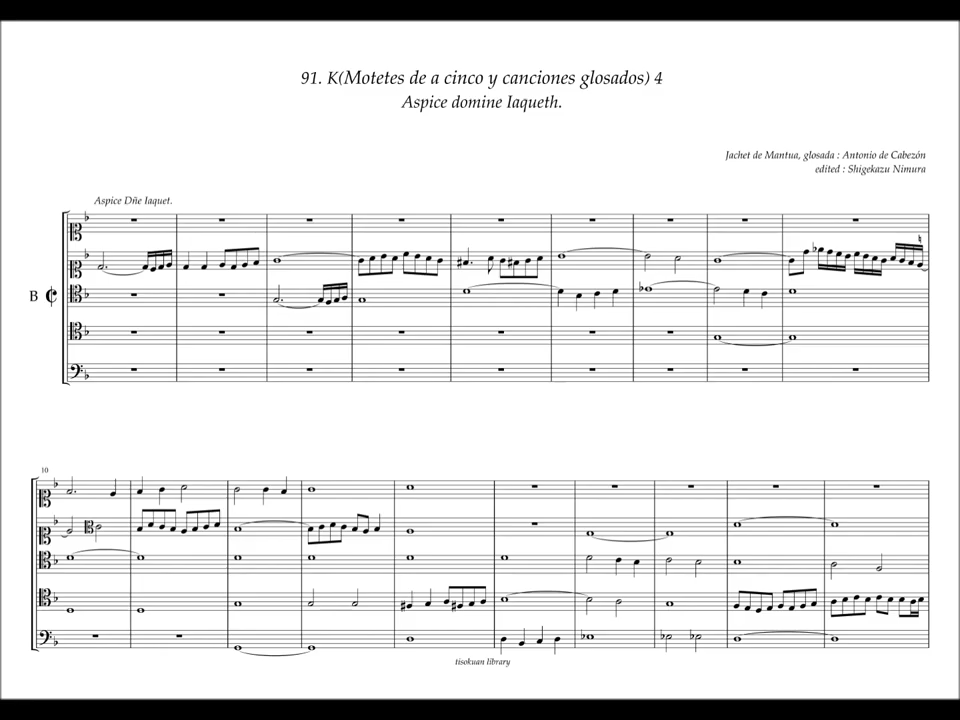 91. K(Motetes de a cinco y canciones glosados) 4
Aspice domine Iaqueth.
Jachet de Mantua, glosada : Antonio de Cabezón
edited : Shigekazu Nimura
Aspice Dñe Iaquet.
B
10
tisokuan library